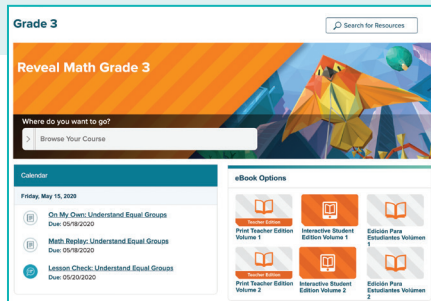 Grade 3
Search for Resources
Reveal Math Grade 3
Where do you want to go?
Browse Your Course
Calendar
Friday, May 15, 2020
On My Own: Understand Equal Groups
Due: 05/18/2020
Math Replay: Understand Equal Groups
Due: 05/18/2020
Lesson Check: Understand Equal Groups
Due: 05/20/2020
eBook Options
Teacher Edition
Print Teacher Edition
Volume 1
Interactive Student
Edition Volume 1
Edición Para
Estudiantes Volúmen
1
Teacher Edition
Print Teacher Edition
Volume 2
Interactive Student
Edition Volume 2
Edición Para
Estudiantes Volúmen
2